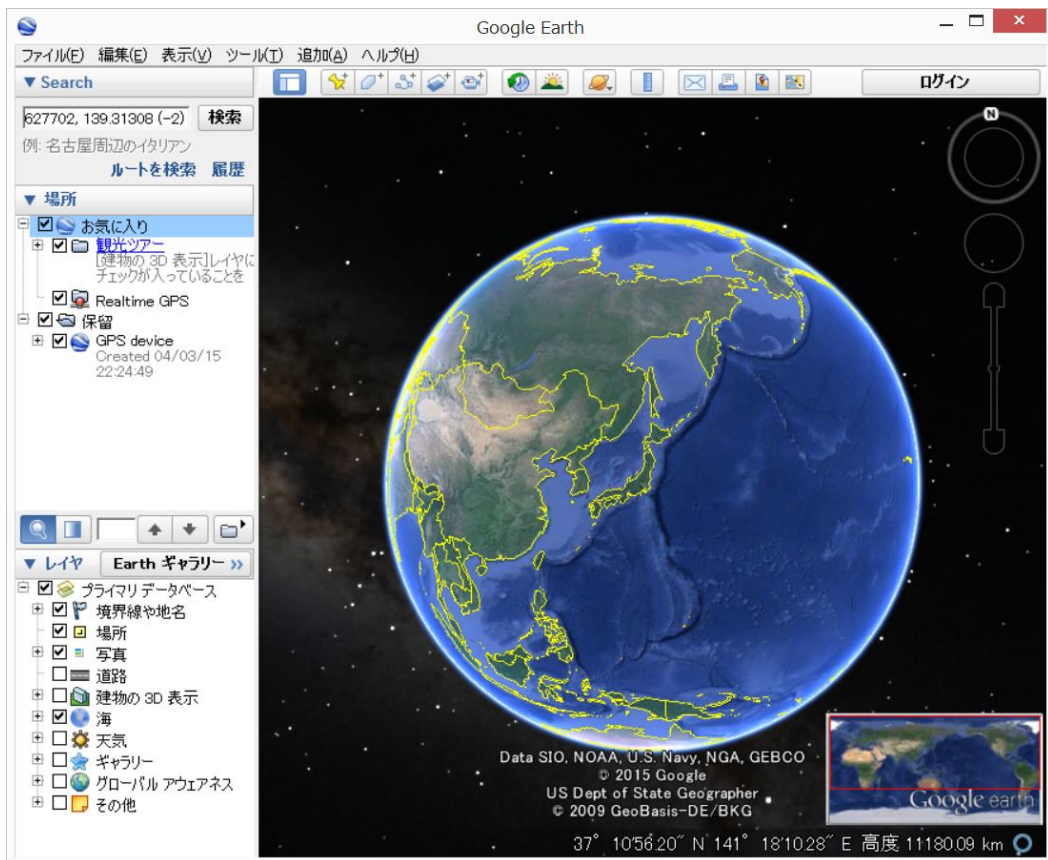 Google Earth
ファイル(F) 編集(E) 表示(V) ツール(T) 追加(A) ヘルプ(H)
▼ Search
627702, 139.31308 (-2) 検索
例: 名古屋周辺のイタリアン
ルートを検索 履歴
▼ 場所
お気に入り
観光ツアー
[建物の 3D 表示]レイヤに
チェックが入っていることを
Realtime GPS
保留
GPS device
Created 04/03/15
22:24:49
▼ レイヤ Earth ギャラリー >>
プライマリ データベース
境界線や地名
場所
写真
道路
建物の 3D 表示
海
天気
ギャラリー
グローバル アウェアネス
その他
ログイン
N
Data SIO, NOAA, U.S. Navy, NGA, GEBCO
© 2015 Google
US Dept of State Geographer
© 2009 GeoBasis-DE/BKG
Google earth
37° 10'56.20" N 141° 18'10.28" E 高度 11180.09 km